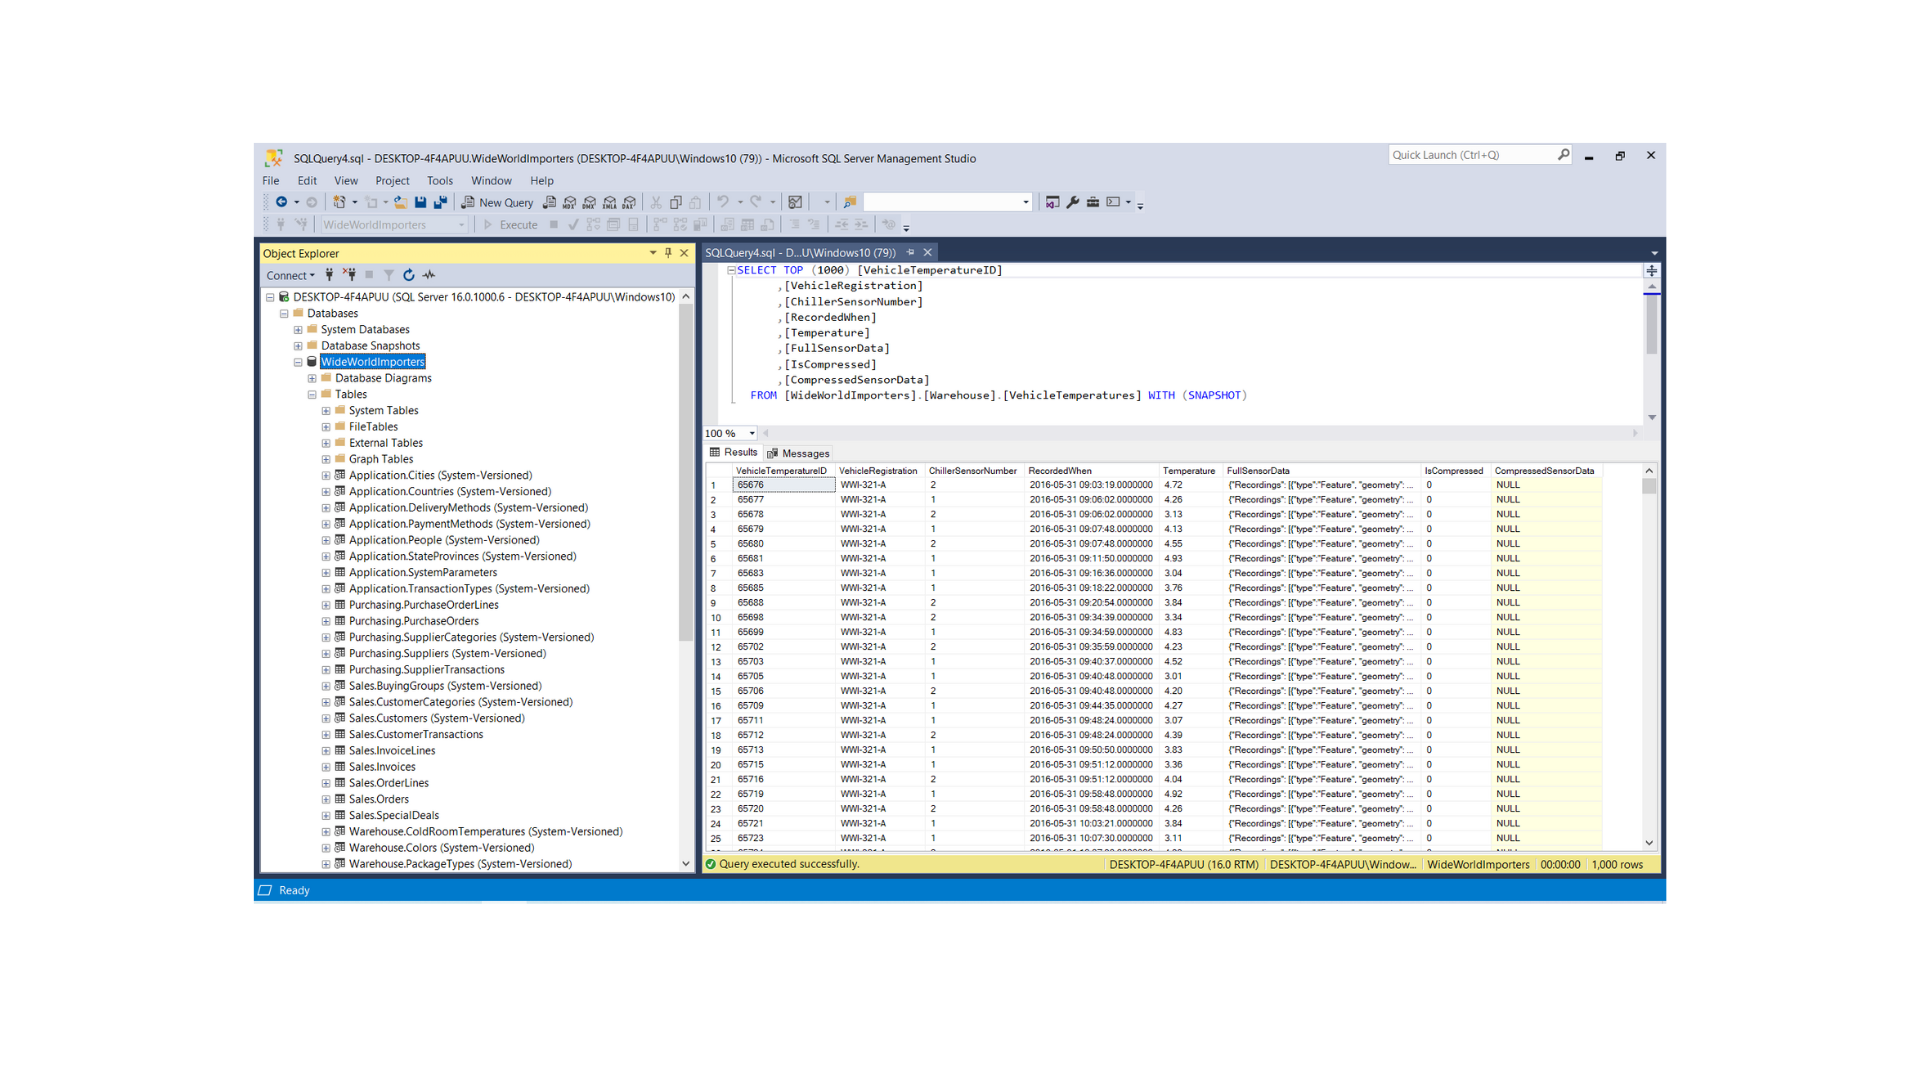 SQLQuery4.sql - DESKTOP-4F4APUU.WideWorldImporters (DESKTOP-4F4APUU\Windows10 (79)) - Microsoft SQL Server Management Studio
Quick Launch (Ctrl+Q)
File Edit View Project Tools Window Help
New Query MDX DMX XMLA DAX
WideWorldImporters Execute
Object Explorer
Connect
DESKTOP-4F4APUU (SQL Server 16.0.1000.6 - DESKTOP-4F4APUU\Windows10)
Databases
System Databases
Database Snapshots
WideWorldImporters
Database Diagrams
Tables
System Tables
FileTables
External Tables
Graph Tables
Application.Cities (System-Versioned)
Application.Countries (System-Versioned)
Application.DeliveryMethods (System-Versioned)
Application.PaymentMethods (System-Versioned)
Application.People (System-Versioned)
Application.StateProvinces (System-Versioned)
Application.SystemParameters
Application.TransactionTypes (System-Versioned)
Purchasing.PurchaseOrderLines
Purchasing.PurchaseOrders
Purchasing.SupplierCategories (System-Versioned)
Purchasing.Suppliers (System-Versioned)
Purchasing.SupplierTransactions
Sales.BuyingGroups (System-Versioned)
Sales.CustomerCategories (System-Versioned)
Sales.Customers (System-Versioned)
Sales.CustomerTransactions
Sales.InvoiceLines
Sales.Invoices
Sales.OrderLines
Sales.Orders
Sales.SpecialDeals
Warehouse.ColdRoomTemperatures (System-Versioned)
Warehouse.Colors (System-Versioned)
Warehouse.PackageTypes (System-Versioned)
SQLQuery4.sql - D...U\Windows10 (79))
SELECT TOP (1000) [VehicleTemperatureID]
,[VehicleRegistration]
,[ChillerSensorNumber]
,[RecordedWhen]
,[Temperature]
,[FullSensorData]
,[IsCompressed]
,[CompressedSensorData]
FROM [WideWorldImporters].[Warehouse].[VehicleTemperatures] WITH (SNAPSHOT)
100 %
Results Messages
VehicleTemperatureID VehicleRegistration ChillerSensorNumber RecordedWhen Temperature FullSensorData IsCompressed CompressedSensorData
1 65676 WWI-321-A 2 2016-05-31 09:03:19.0000000 4.72 {"Recordings": [{"type":"Feature", "geometry": ... 0 NULL
2 65677 WWI-321-A 1 2016-05-31 09:06:02.0000000 4.26 {"Recordings": [{"type":"Feature", "geometry": ... 0 NULL
3 65678 WWI-321-A 2 2016-05-31 09:06:02.0000000 3.13 {"Recordings": [{"type":"Feature", "geometry": ... 0 NULL
4 65679 WWI-321-A 1 2016-05-31 09:07:48.0000000 4.13 {"Recordings": [{"type":"Feature", "geometry": ... 0 NULL
5 65680 WWI-321-A 2 2016-05-31 09:07:48.0000000 4.55 {"Recordings": [{"type":"Feature", "geometry": ... 0 NULL
6 65681 WWI-321-A 1 2016-05-31 09:11:50.0000000 4.93 {"Recordings": [{"type":"Feature", "geometry": ... 0 NULL
7 65683 WWI-321-A 1 2016-05-31 09:16:36.0000000 3.04 {"Recordings": [{"type":"Feature", "geometry": ... 0 NULL
8 65685 WWI-321-A 1 2016-05-31 09:18:22.0000000 3.76 {"Recordings": [{"type":"Feature", "geometry": ... 0 NULL
9 65688 WWI-321-A 2 2016-05-31 09:20:54.0000000 3.84 {"Recordings": [{"type":"Feature", "geometry": ... 0 NULL
10 65698 WWI-321-A 2 2016-05-31 09:34:39.0000000 3.34 {"Recordings": [{"type":"Feature", "geometry": ... 0 NULL
11 65699 WWI-321-A 1 2016-05-31 09:34:59.0000000 4.83 {"Recordings": [{"type":"Feature", "geometry": ... 0 NULL
12 65702 WWI-321-A 2 2016-05-31 09:35:59.0000000 4.23 {"Recordings": [{"type":"Feature", "geometry": ... 0 NULL
13 65703 WWI-321-A 1 2016-05-31 09:40:37.0000000 4.52 {"Recordings": [{"type":"Feature", "geometry": ... 0 NULL
14 65705 WWI-321-A 1 2016-05-31 09:40:48.0000000 3.01 {"Recordings": [{"type":"Feature", "geometry": ... 0 NULL
15 65706 WWI-321-A 2 2016-05-31 09:40:48.0000000 4.20 {"Recordings": [{"type":"Feature", "geometry": ... 0 NULL
16 65709 WWI-321-A 1 2016-05-31 09:44:35.0000000 4.27 {"Recordings": [{"type":"Feature", "geometry": ... 0 NULL
17 65711 WWI-321-A 1 2016-05-31 09:48:24.0000000 3.07 {"Recordings": [{"type":"Feature", "geometry": ... 0 NULL
18 65712 WWI-321-A 2 2016-05-31 09:48:24.0000000 4.39 {"Recordings": [{"type":"Feature", "geometry": ... 0 NULL
19 65713 WWI-321-A 1 2016-05-31 09:50:50.0000000 3.83 {"Recordings": [{"type":"Feature", "geometry": ... 0 NULL
20 65715 WWI-321-A 1 2016-05-31 09:51:12.0000000 3.36 {"Recordings": [{"type":"Feature", "geometry": ... 0 NULL
21 65716 WWI-321-A 2 2016-05-31 09:51:12.0000000 4.04 {"Recordings": [{"type":"Feature", "geometry": ... 0 NULL
22 65719 WWI-321-A 1 2016-05-31 09:58:48.0000000 4.92 {"Recordings": [{"type":"Feature", "geometry": ... 0 NULL
23 65720 WWI-321-A 2 2016-05-31 09:58:48.0000000 4.26 {"Recordings": [{"type":"Feature", "geometry": ... 0 NULL
24 65721 WWI-321-A 1 2016-05-31 10:03:21.0000000 3.84 {"Recordings": [{"type":"Feature", "geometry": ... 0 NULL
25 65723 WWI-321-A 1 2016-05-31 10:07:30.0000000 3.11 {"Recordings": [{"type":"Feature", "geometry": ... 0 NULL
Query executed successfully. DESKTOP-4F4APUU (16.0 RTM) DESKTOP-4F4APUU\Window... WideWorldImporters 00:00:00 1,000 rows
Ready